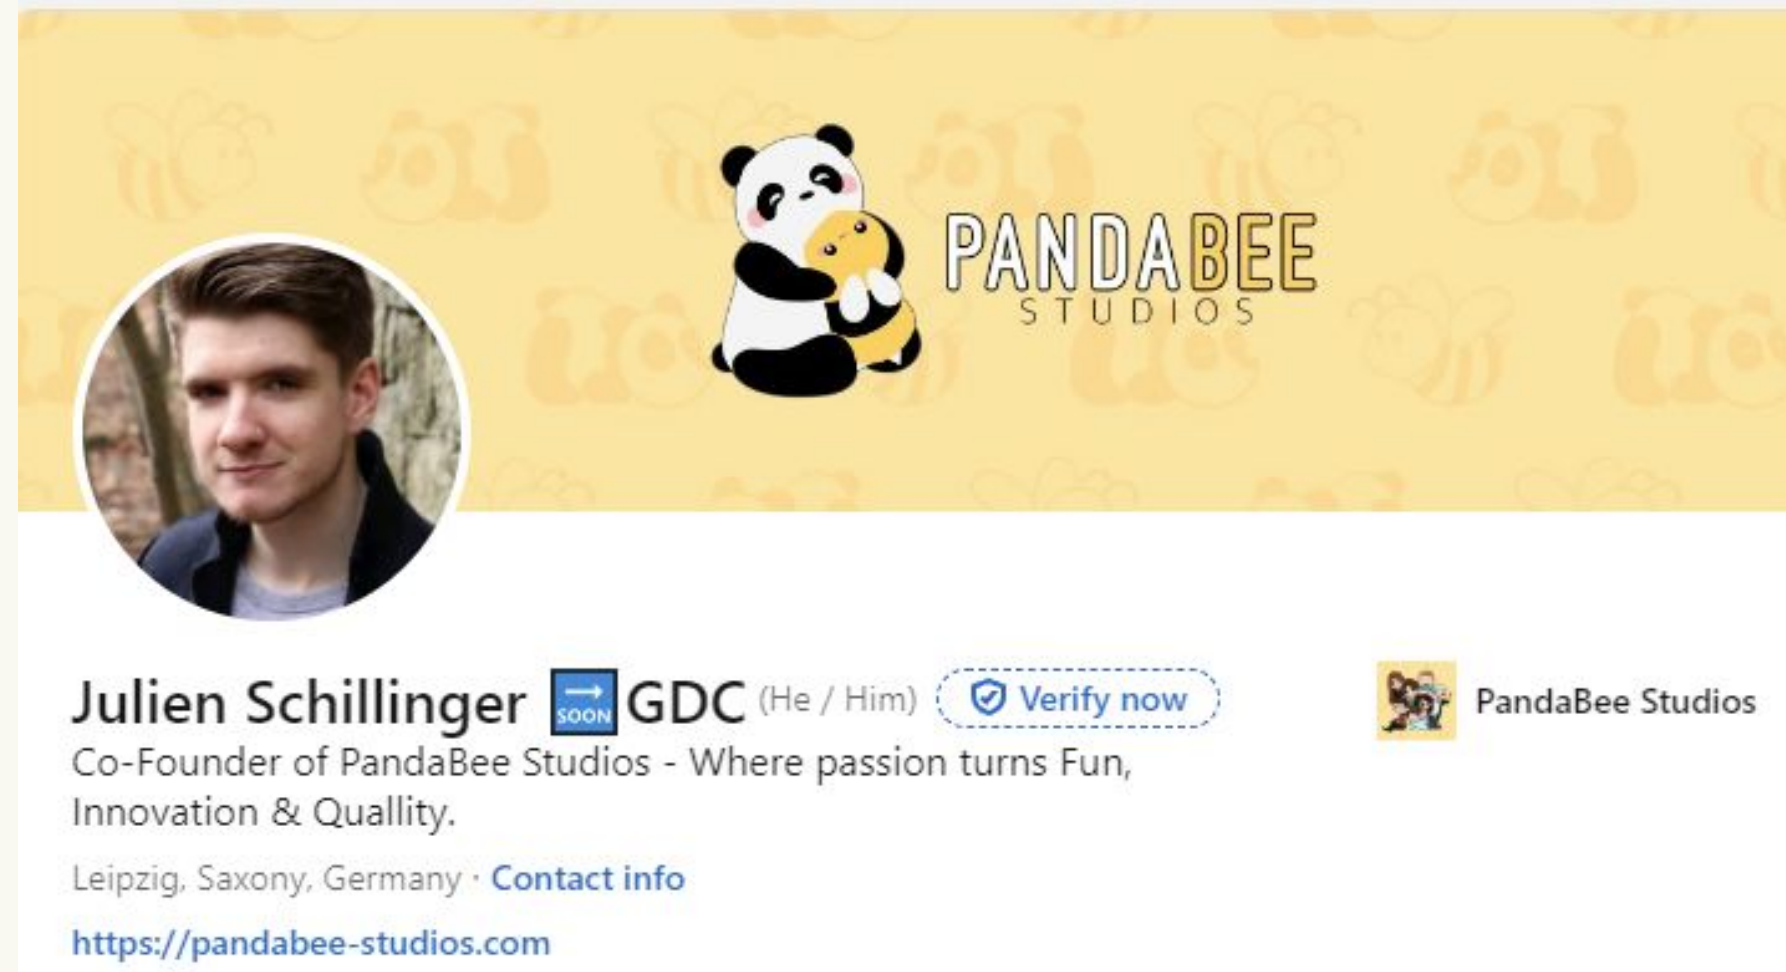 PANDABEE
STUDIOS
Julien Schillinger 🔜 GDC (He / Him) Verify now
PandaBee Studios
Co-Founder of PandaBee Studios - Where passion turns Fun,
Innovation & Quallity.
Leipzig, Saxony, Germany · Contact info
https://pandabee-studios.com